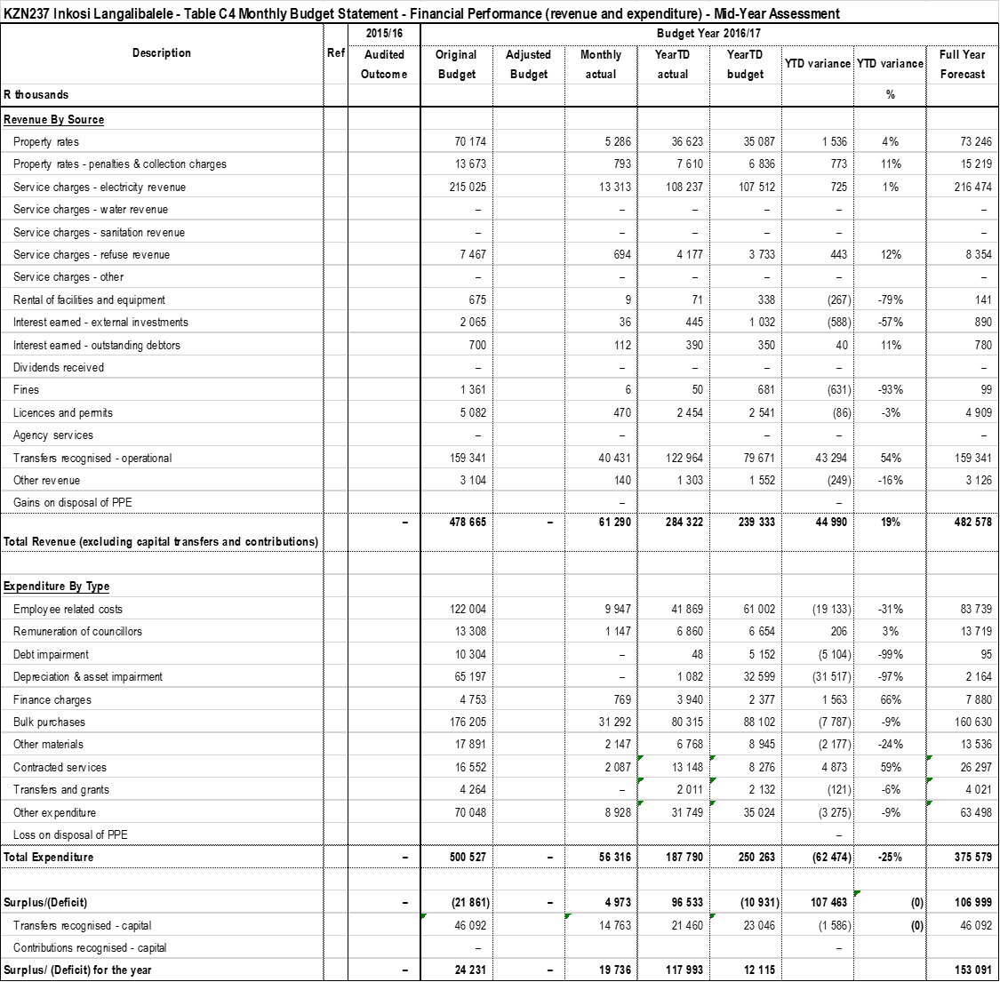 KZN237 Inkosi Langalibalele - Table C4 Monthly Budget Statement - Financial Performance (revenue and expenditure) - Mid-Year Assessment
2015/16 Budget Year 2016/17
Description Ref Audited Outcome Original Budget Adjusted Budget Monthly actual YearTD actual YearTD budget YTD variance YTD variance Full Year Forecast
R thousands %
Revenue By Source
Property rates 70 174 5 286 36 623 35 087 1 536 4% 73 246
Property rates - penalties & collection charges 13 673 793 7 610 6 836 773 11% 15 219
Service charges - electricity revenue 215 025 13 313 108 237 107 512 725 1% 216 474
Service charges - water revenue – – – – – –
Service charges - sanitation revenue – – – – – –
Service charges - refuse revenue 7 467 694 4 177 3 733 443 12% 8 354
Service charges - other – – – – – –
Rental of facilities and equipment 675 9 71 338 (267) -79% 141
Interest earned - external investments 2 065 36 445 1 032 (588) -57% 890
Interest earned - outstanding debtors 700 112 390 350 40 11% 780
Dividends received – – – – – –
Fines 1 361 6 50 681 (631) -93% 99
Licences and permits 5 082 470 2 454 2 541 (86) -3% 4 909
Agency services – – – – –
Transfers recognised - operational 159 341 40 431 122 964 79 671 43 294 54% 159 341
Other revenue 3 104 140 1 303 1 552 (249) -16% 3 126
Gains on disposal of PPE – –
– 478 665 – 61 290 284 322 239 333 44 990 19% 482 578
Total Revenue (excluding capital transfers and contributions)
Expenditure By Type
Employee related costs 122 004 9 947 41 869 61 002 (19 133) -31% 83 739
Remuneration of councillors 13 308 1 147 6 860 6 654 206 3% 13 719
Debt impairment 10 304 – 48 5 152 (5 104) -99% 95
Depreciation & asset impairment 65 197 – 1 082 32 599 (31 517) -97% 2 164
Finance charges 4 753 769 3 940 2 377 1 563 66% 7 880
Bulk purchases 176 205 31 292 80 315 88 102 (7 787) -9% 160 630
Other materials 17 891 2 147 6 768 8 945 (2 177) -24% 13 536
Contracted services 16 552 2 087 13 148 8 276 4 873 59% 26 297
Transfers and grants 4 264 – 2 011 2 132 (121) -6% 4 021
Other expenditure 70 048 8 928 31 749 35 024 (3 275) -9% 63 498
Loss on disposal of PPE –
Total Expenditure – 500 527 – 56 316 187 790 250 263 (62 474) -25% 375 579
Surplus/(Deficit) – (21 861) – 4 973 96 533 (10 931) 107 463 (0) 106 999
Transfers recognised - capital 46 092 14 763 21 460 23 046 (1 586) (0) 46 092
Contributions recognised - capital – –
Surplus/ (Deficit) for the year – 24 231 – 19 736 117 993 12 115 153 091